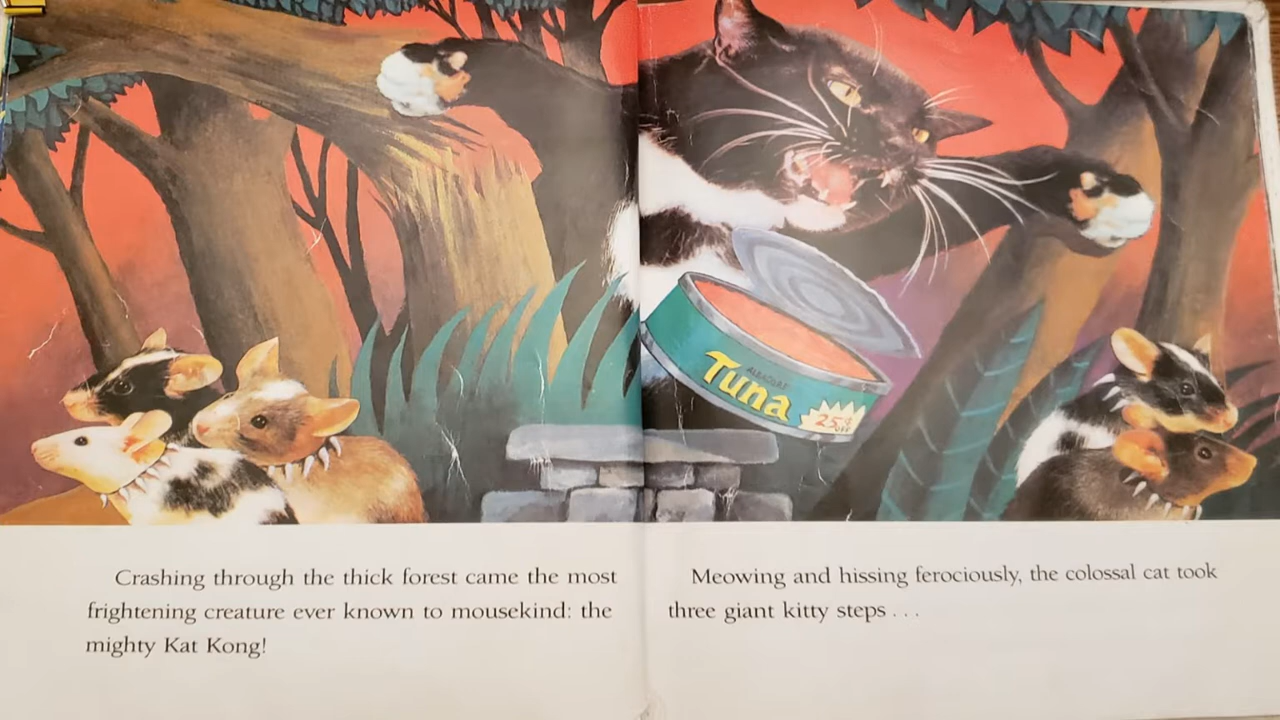 ALBACORE
Tuna
25¢
OFF
Crashing through the thick forest came the most
frightening creature ever known to mousekind: the
mighty Kat Kong!
Meowing and hissing ferociously, the colossal cat took
three giant kitty steps . . .